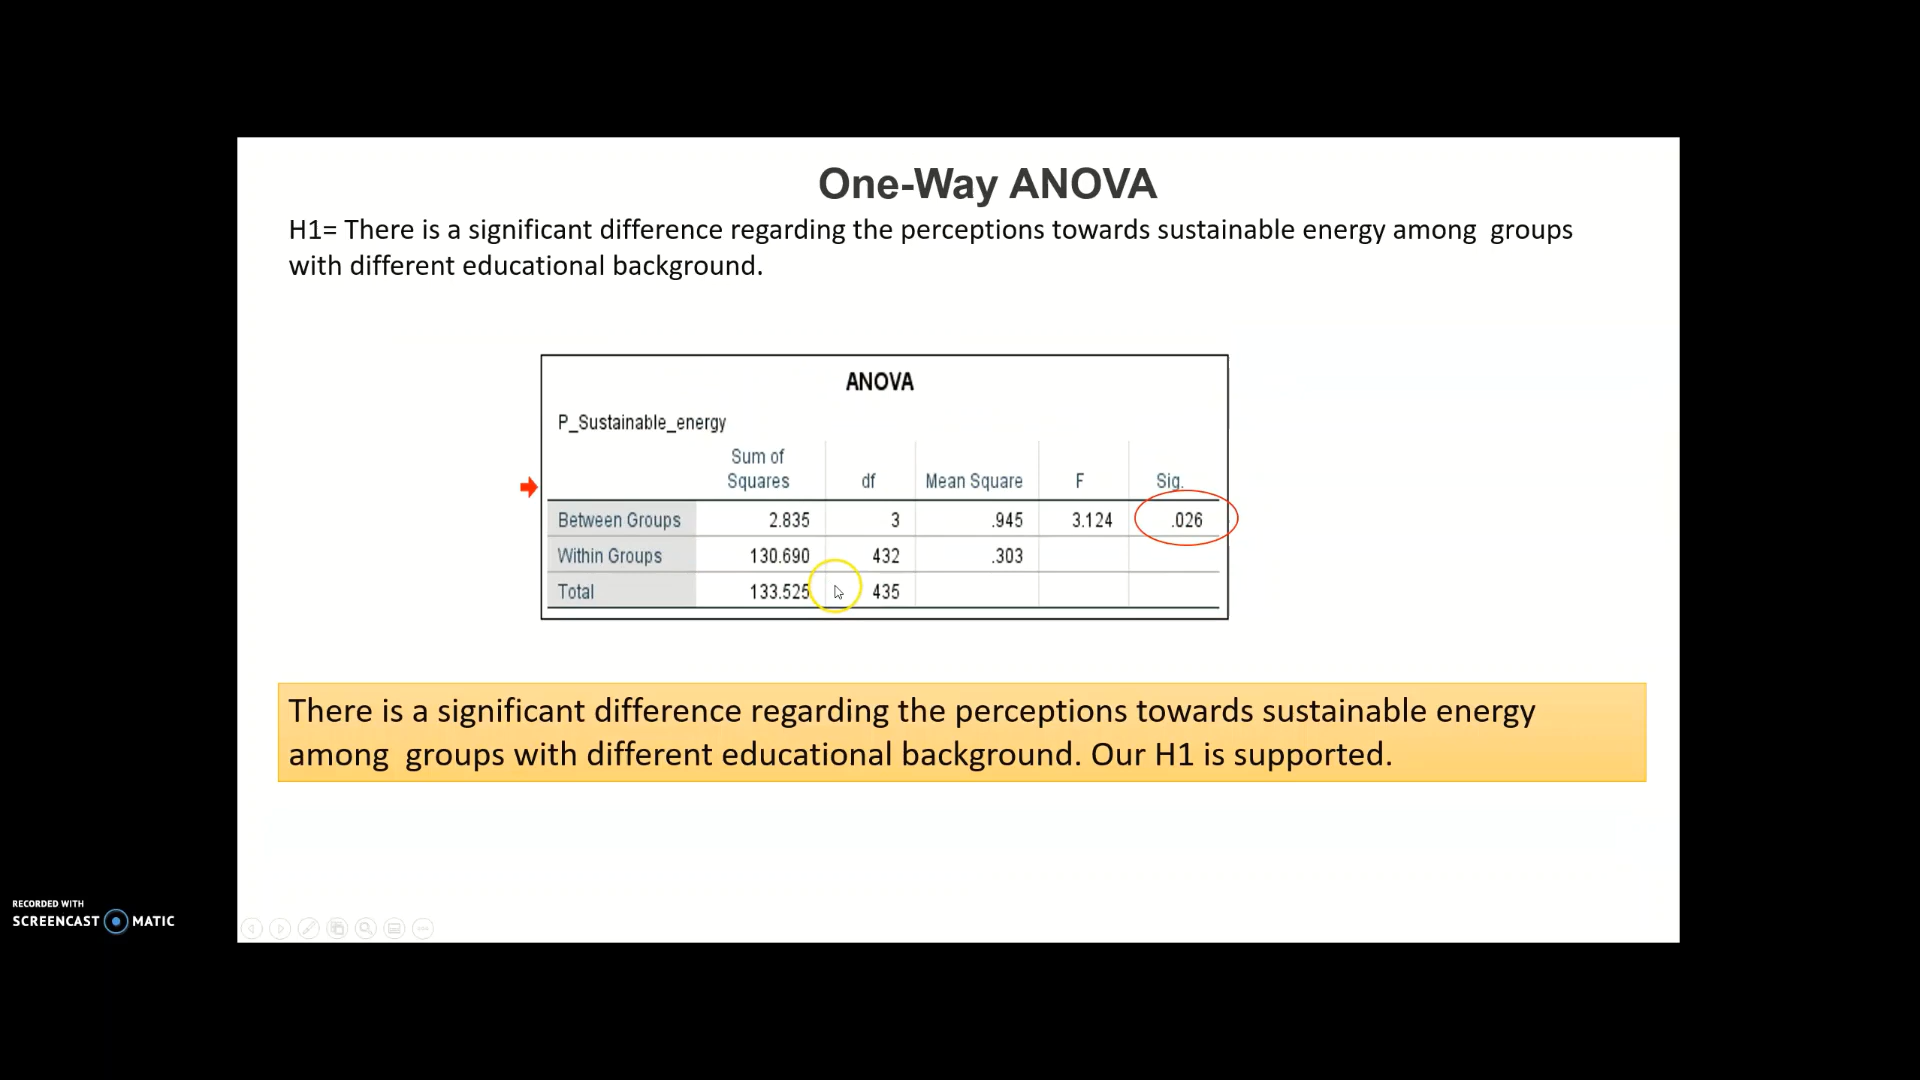 One-Way ANOVA
H1= There is a significant difference regarding the perceptions towards sustainable energy among groups
with different educational background.
ANOVA
P_Sustainable_energy
Sum of
Squares df Mean Square F Sig.
Between Groups 2.835 3 .945 3.124 .026
Within Groups 130.690 432 .303
Total 133.525 435
There is a significant difference regarding the perceptions towards sustainable energy
among groups with different educational background. Our H1 is supported.
RECORDED WITH
SCREENCAST MATIC